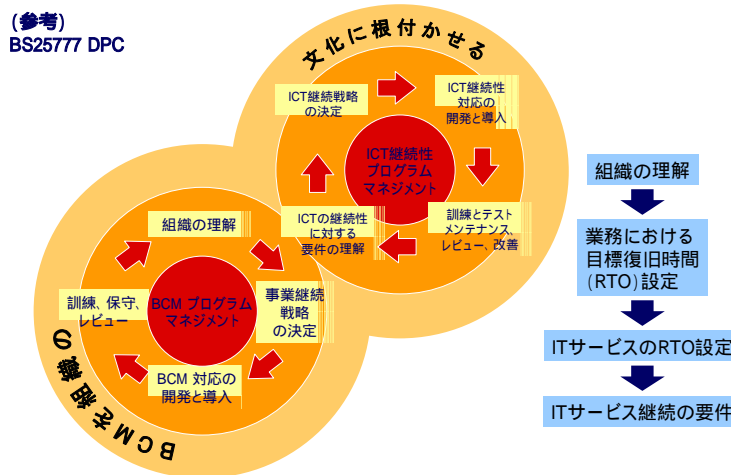 (参考)
BS25777 DPC
文化に根付かせる
ICT継続戦略
の決定
ICT継続性
対応の
開発と導入
ICT継続性
プログラム
マネジメント
ICTの継続性
に対する
要件の理解
訓練とテスト
メンテナンス、
レビュー、改善
BCMを組織の
組織の理解
事業継続
戦略
の決定
BCM プログラム
マネジメント
訓練、保守、
レビュー
BCM 対応の
開発と導入
組織の理解
業務における
目標復旧時間
(RTO)設定
ITサービスのRTO設定
ITサービス継続の要件